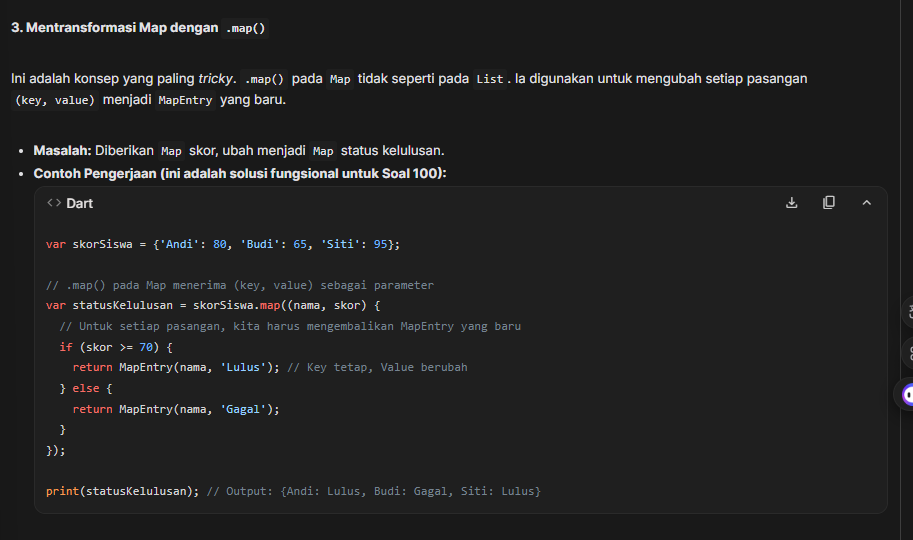 3. Mentransformasi Map dengan .map()
Ini adalah konsep yang paling tricky. .map() pada Map tidak seperti pada List. Ia digunakan untuk mengubah setiap pasangan
(key, value) menjadi MapEntry yang baru.
• Masalah: Diberikan Map skor, ubah menjadi Map status kelulusan.
• Contoh Pengerjaan (ini adalah solusi fungsional untuk Soal 100):
<> Dart
var skorSiswa = {'Andi': 80, 'Budi': 65, 'Siti': 95};
// .map() pada Map menerima (key, value) sebagai parameter
var statusKelulusan = skorSiswa.map((nama, skor) {
  // Untuk setiap pasangan, kita harus mengembalikan MapEntry yang baru
  if (skor >= 70) {
    return MapEntry(nama, 'Lulus'); // Key tetap, Value berubah
  } else {
    return MapEntry(nama, 'Gagal');
  }
});
print(statusKelulusan); // Output: {Andi: Lulus, Budi: Gagal, Siti: Lulus}